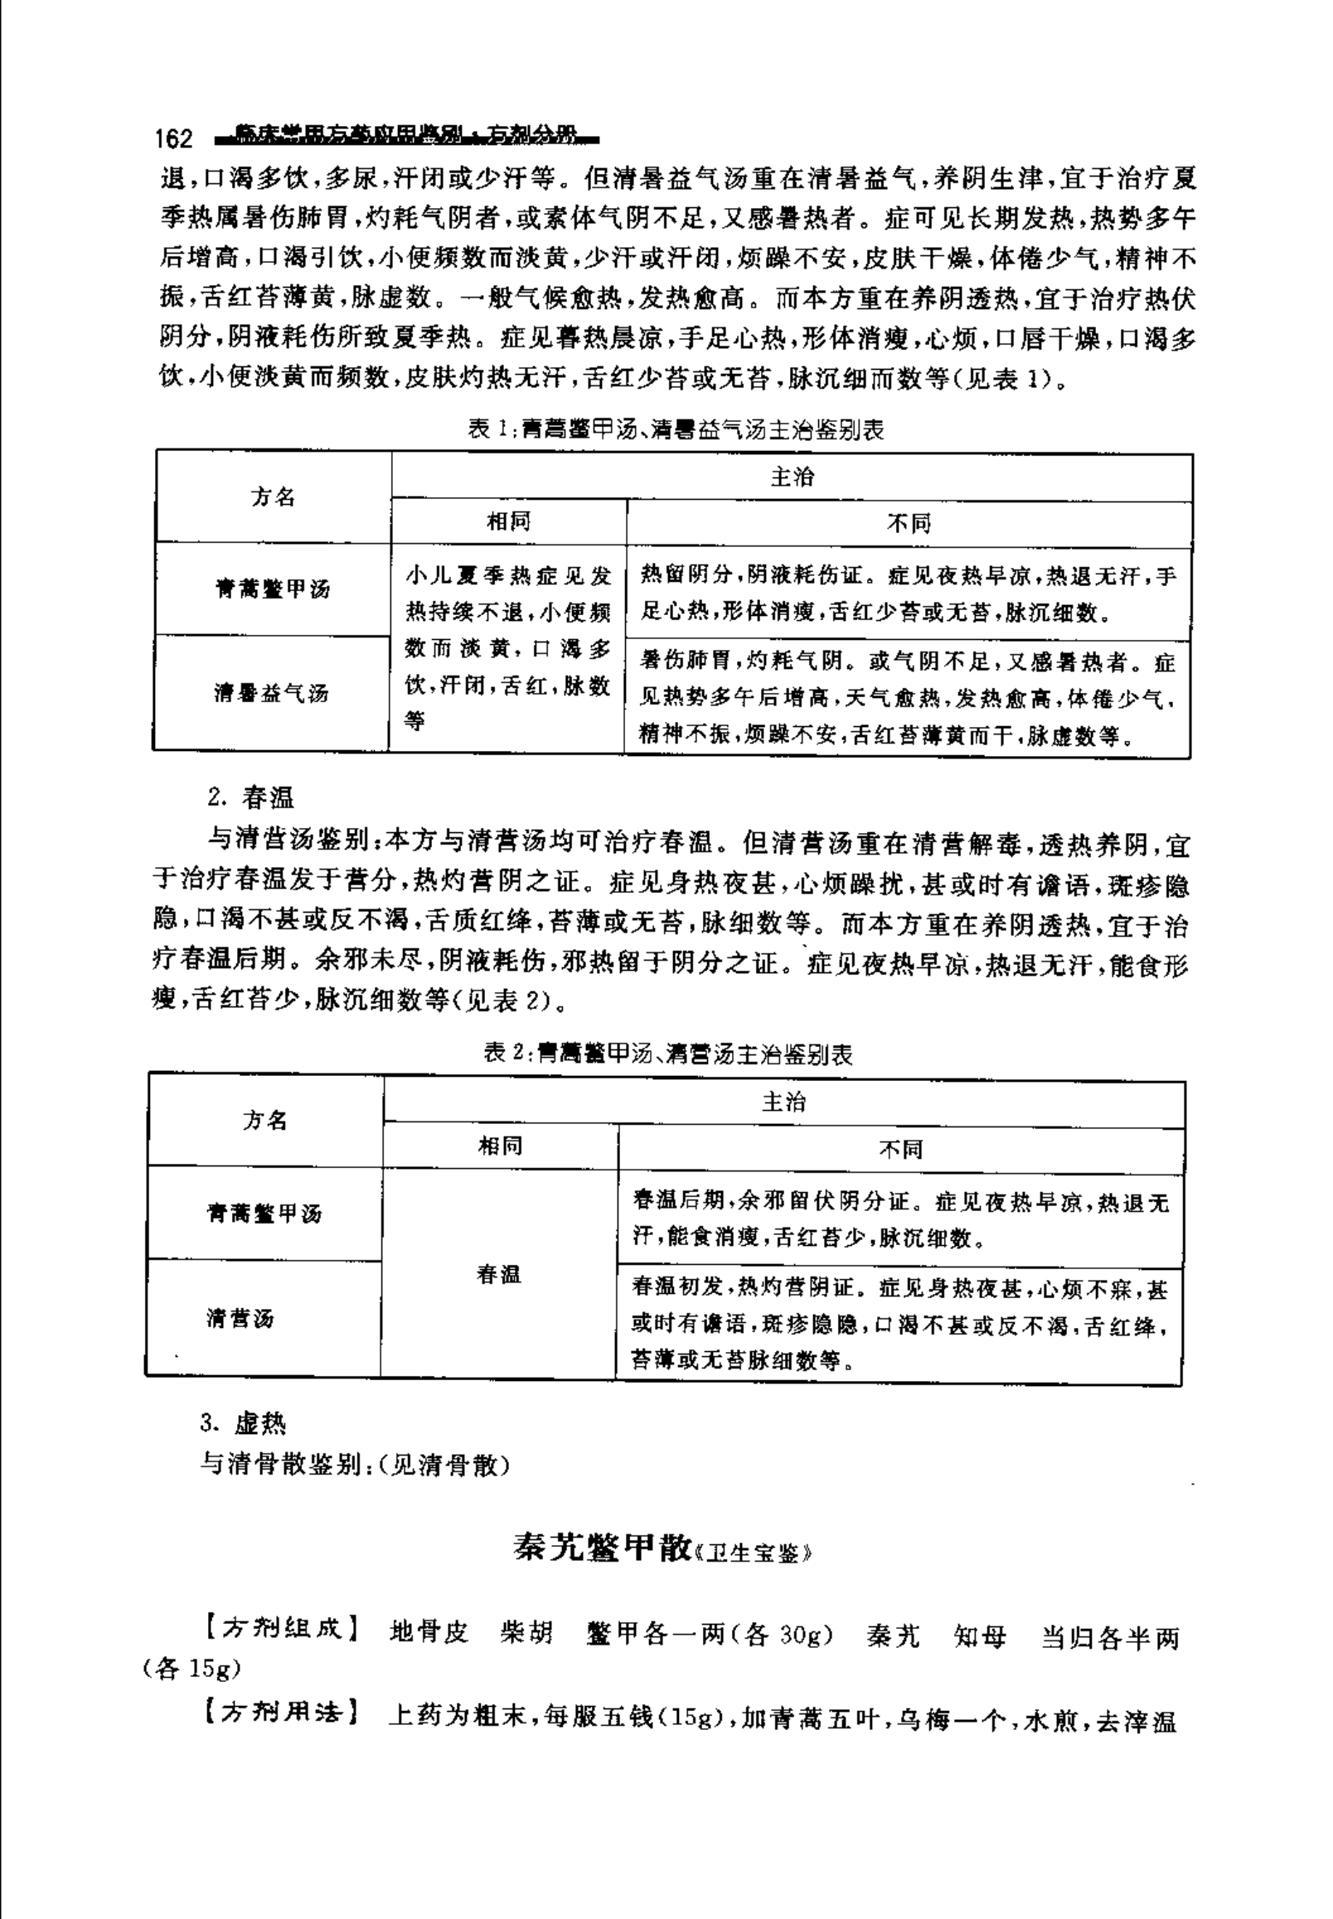 162 临床常用方药应用鉴别·方剂分册
退,口渴多饮,多尿,汗闭或少汗等。但清暑益气汤重在清暑益气,养阴生津,宜于治疗夏
季热属暑伤肺胃,灼耗气阴者,或素体气阴不足,又感暑热者。症可见长期发热,热势多午
后增高,口渴引饮,小便频数而淡黄,少汗或汗闭,烦躁不安,皮肤干燥,体倦少气,精神不
振,舌红苔薄黄,脉虚数。一般气候愈热,发热愈高。而本方重在养阴透热,宜于治疗热伏
阴分,阴液耗伤所致夏季热。症见暮热晨凉,手足心热,形体消瘦,心烦,口唇干燥,口渴多
饮,小便淡黄而频数,皮肤灼热无汗,舌红少苔或无苔,脉沉细而数等(见表1)。
表1:青蒿鳖甲汤、清暑益气汤主治鉴别表
方名
主治
相同
不同
青蒿鳖甲汤
小儿夏季热症见发
热持续不退,小便频
数而淡黄,口渴多
饮,汗闭,舌红,脉数
等
热留阴分,阴液耗伤证。症见夜热早凉,热退无汗,手
足心热,形体消瘦,舌红少苔或无苔,脉沉细数。
清暑益气汤
暑伤肺胃,灼耗气阴。或气阴不足,又感暑热者。症
见热势多午后增高,天气愈热,发热愈高,体倦少气,
精神不振,烦躁不安,舌红苔薄黄而干,脉虚数等。
2. 春温
与清营汤鉴别:本方与清营汤均可治疗春温。但清营汤重在清营解毒,透热养阴,宜
于治疗春温发于营分,热灼营阴之证。症见身热夜甚,心烦躁扰,甚或时有谵语,斑疹隐
隐,口渴不甚或反不渴,舌质红绛,苔薄或无苔,脉细数等。而本方重在养阴透热,宜于治
疗春温后期。余邪未尽,阴液耗伤,邪热留于阴分之证。症见夜热早凉,热退无汗,能食形
瘦,舌红苔少,脉沉细数等(见表2)。
表2:青蒿鳖甲汤、清营汤主治鉴别表
方名
主治
相同
不同
青蒿鳖甲汤
春温
春温后期,余邪留伏阴分证。症见夜热早凉,热退无
汗,能食消瘦,舌红苔少,脉沉细数。
清营汤
春温初发,热灼营阴证。症见身热夜甚,心烦不寐,甚
或时有谵语,斑疹隐隐,口渴不甚或反不渴,舌红绛,
苔薄或无苔脉细数等。
3. 虚热
与清骨散鉴别:(见清骨散)
秦艽鳖甲散《卫生宝鉴》
【方剂组成】 地骨皮 柴胡 鳖甲各一两(各30g) 秦艽 知母 当归各半两
(各15g)
【方剂用法】 上药为粗末,每服五钱(15g),加青蒿五叶,乌梅一个,水煎,去滓温